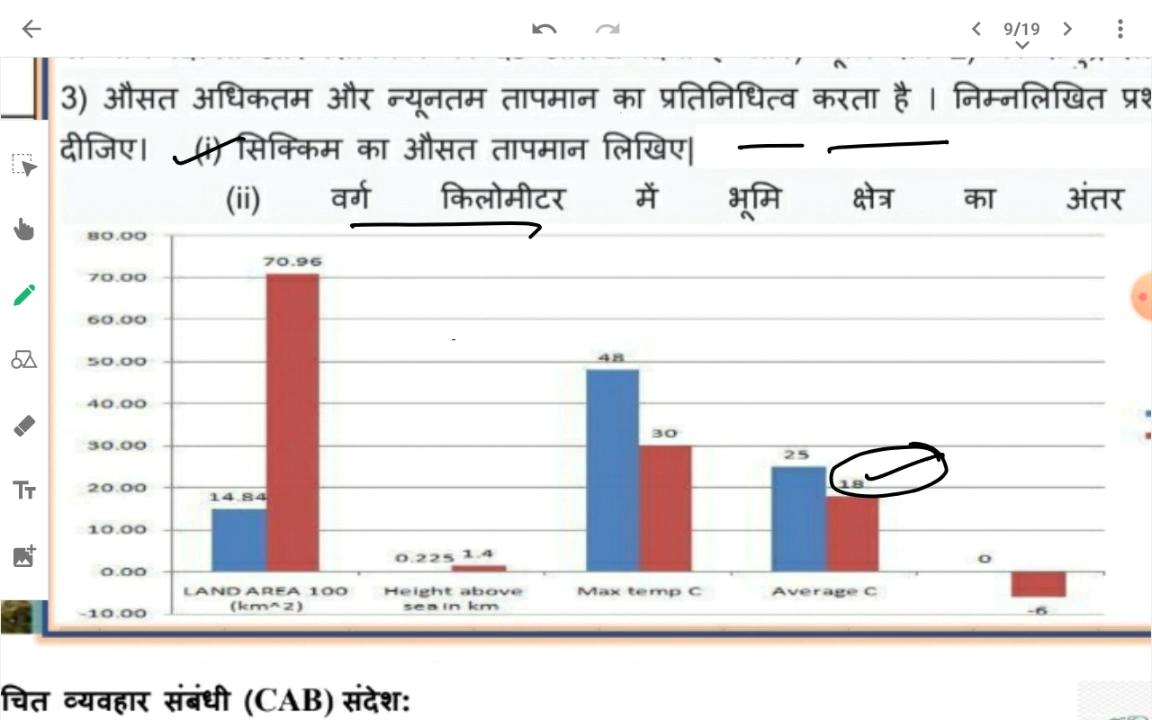 9/19
3) औसत अधिकतम और न्यूनतम तापमान का प्रतिनिधित्व करता है । निम्नलिखित
दीजिए। (i) सिक्किम का औसत तापमान लिखिए|
(ii) वर्ग किलोमीटर में भूमि क्षेत्र का अंतर
80.00
70.96
70.00
60.00
50.00
48
40.00
30
30.00
25
20.00
18
14.84
10.00
0.225 1.4
0
0.00
LAND AREA 100 (km^2)
Height above sea in km
Max temp C
Average C
-10.00
-6
चित व्यवहार संबंधी (CAB) संदेश:
Tт